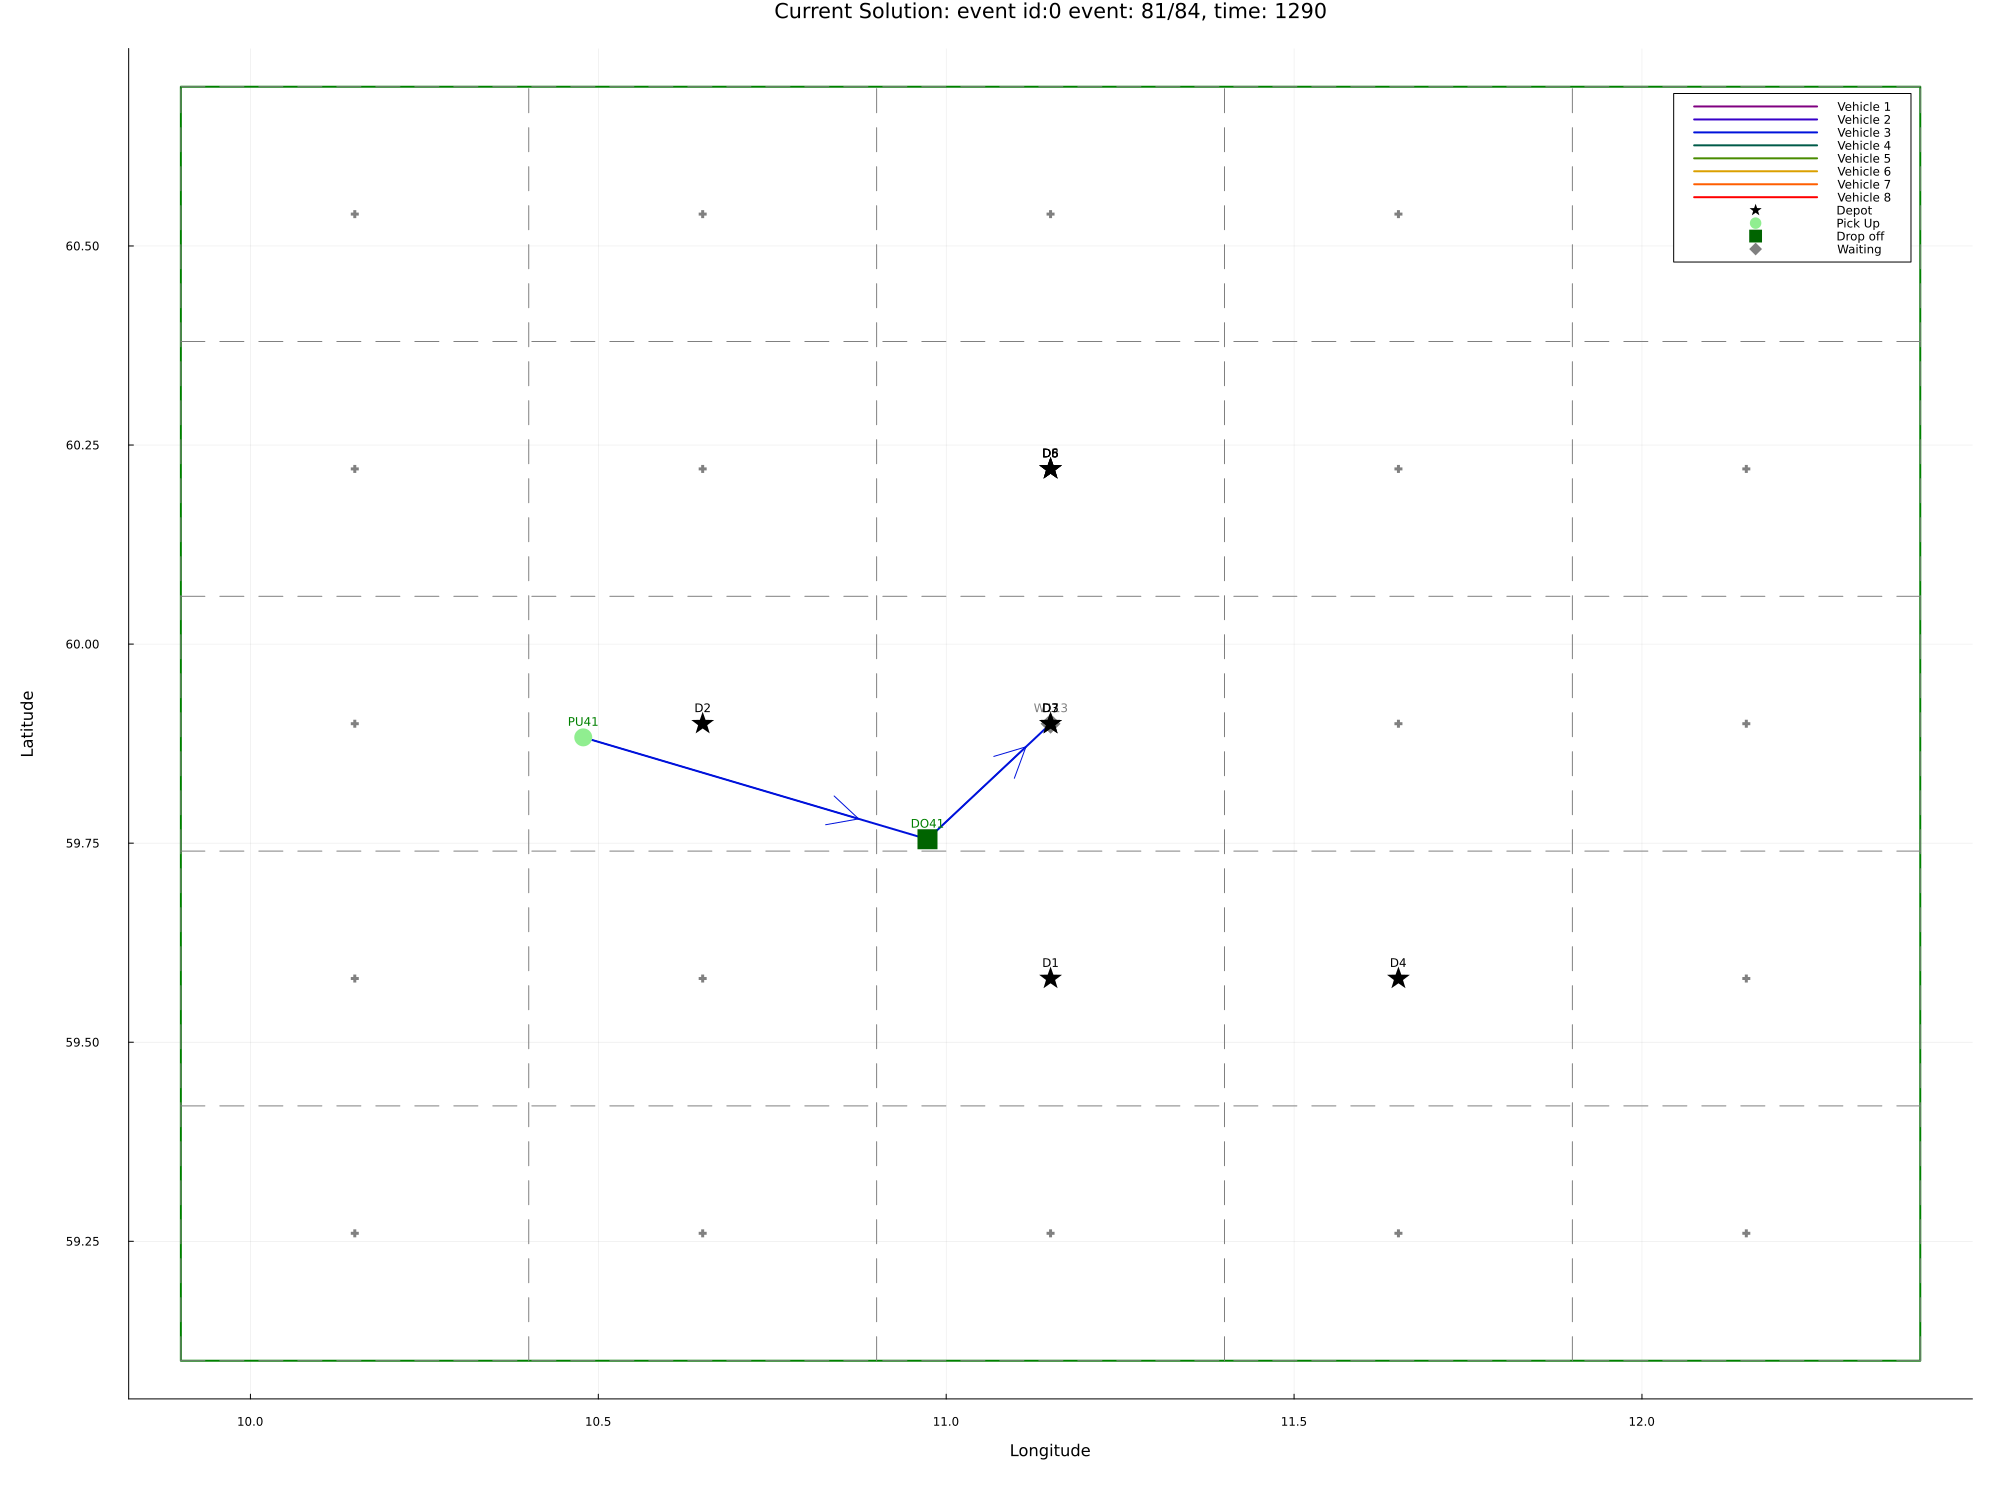 Current Solution: event id:0 event: 81/84, time: 1290
Vehicle 1
Vehicle 2
Vehicle 3
Vehicle 4
Vehicle 5
Vehicle 6
Vehicle 7
Vehicle 8
Depot
Pick Up
Drop off
Waiting
60.50
60.25
60.00
59.75
59.50
59.25
Latitude
D2
PU41
DO41
D1
D4
10.0
10.5
11.0
11.5
12.0
Longitude